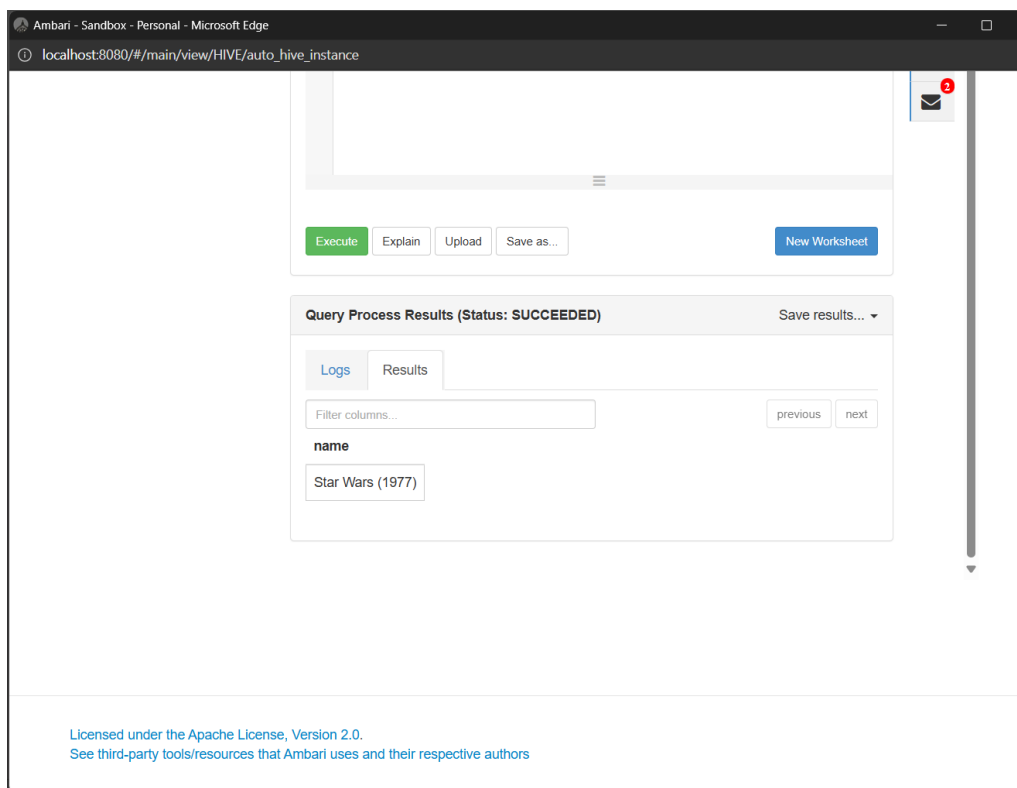 Ambari - Sandbox - Personal - Microsoft Edge
localhost:8080/#/main/view/HIVE/auto_hive_instance
2
Execute Explain Upload Save as... New Worksheet
Query Process Results (Status: SUCCEEDED) Save results...
Logs Results
Filter columns... previous next
name
Star Wars (1977)
Licensed under the Apache License, Version 2.0.
See third-party tools/resources that Ambari uses and their respective authors